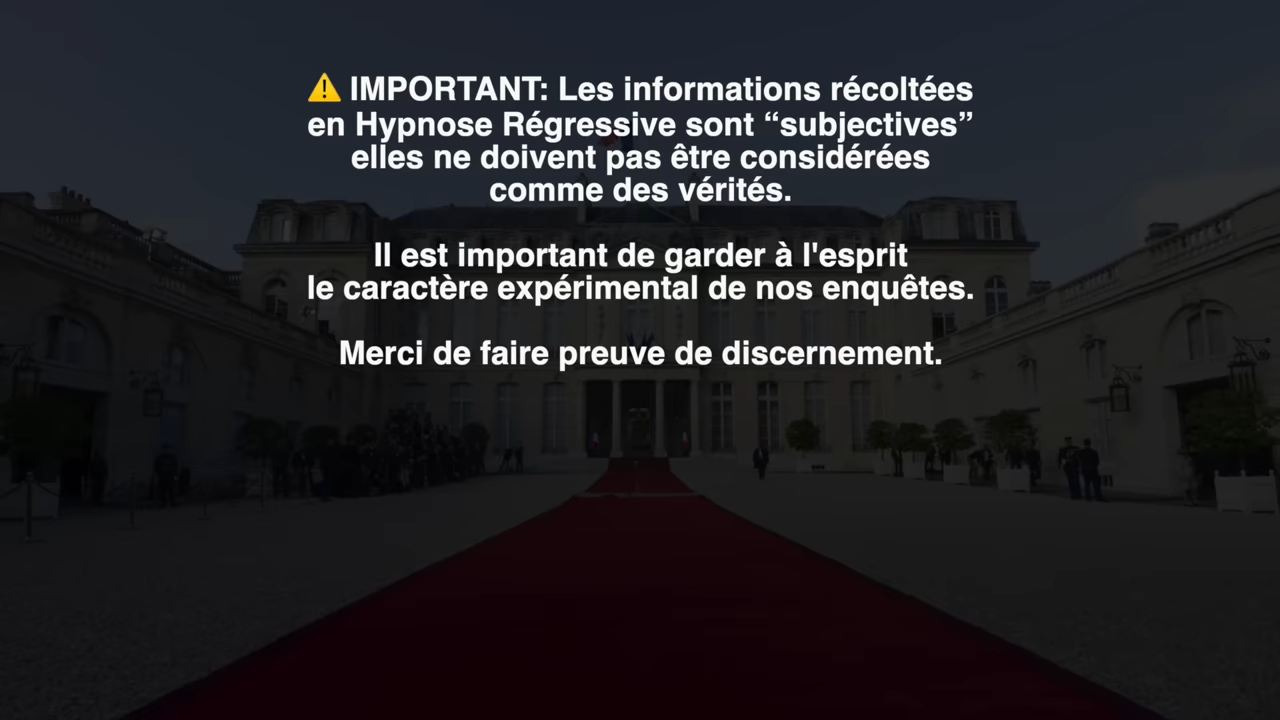 ⚠️ IMPORTANT: Les informations récoltées
en Hypnose Régressive sont “subjectives”
elles ne doivent pas être considérées
comme des vérités.
Il est important de garder à l'esprit
le caractère expérimental de nos enquêtes.
Merci de faire preuve de discernement.